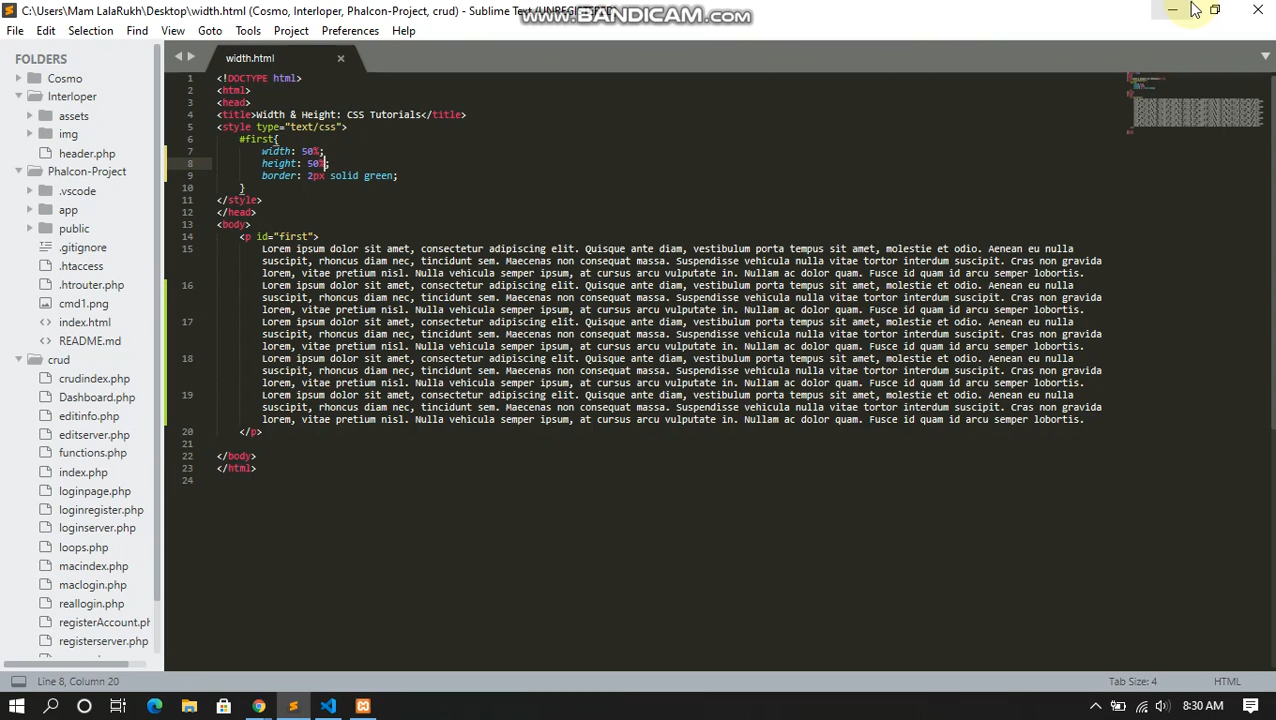 C:\Users\Mam LalaRukh\Desktop\width.html (Cosmo, Interloper, Phalcon-Project, crud) - Sublime Text (UNREGISTERED)
www.BANDICAM.com
File Edit Selection Find View Goto Tools Project Preferences Help
FOLDERS
Cosmo
Interloper
assets
img
header.php
Phalcon-Project
.vscode
app
public
.gitignore
.htaccess
.htrouter.php
cmd1.png
index.html
README.md
crud
crudindex.php
Dashboard.php
editinfo.php
editserver.php
functions.php
index.php
loginpage.php
loginregister.php
loginserver.php
loops.php
macindex.php
maclogin.php
reallogin.php
registerAccount.ph
registerserver.php
width.html
1 <!DOCTYPE html>
2 <html>
3 <head>
4 <title>Width & Height: CSS Tutorials</title>
5 <style type="text/css">
6 #first{
7 width: 50%;
8 height: 50%;
9 border: 2px solid green;
10 }
11 </style>
12 </head>
13 <body>
14 <p id="first">
15 Lorem ipsum dolor sit amet, consectetur adipiscing elit. Quisque ante diam, vestibulum porta tempus sit amet, molestie et odio. Aenean eu nulla
suscipit, rhoncus diam nec, tincidunt sem. Maecenas non consequat massa. Suspendisse vehicula nulla vitae tortor interdum suscipit. Cras non gravida
lorem, vitae pretium nisl. Nulla vehicula semper ipsum, at cursus arcu vulputate in. Nullam ac dolor quam. Fusce id quam id arcu semper lobortis.
16 Lorem ipsum dolor sit amet, consectetur adipiscing elit. Quisque ante diam, vestibulum porta tempus sit amet, molestie et odio. Aenean eu nulla
suscipit, rhoncus diam nec, tincidunt sem. Maecenas non consequat massa. Suspendisse vehicula nulla vitae tortor interdum suscipit. Cras non gravida
lorem, vitae pretium nisl. Nulla vehicula semper ipsum, at cursus arcu vulputate in. Nullam ac dolor quam. Fusce id quam id arcu semper lobortis.
17 Lorem ipsum dolor sit amet, consectetur adipiscing elit. Quisque ante diam, vestibulum porta tempus sit amet, molestie et odio. Aenean eu nulla
suscipit, rhoncus diam nec, tincidunt sem. Maecenas non consequat massa. Suspendisse vehicula nulla vitae tortor interdum suscipit. Cras non gravida
lorem, vitae pretium nisl. Nulla vehicula semper ipsum, at cursus arcu vulputate in. Nullam ac dolor quam. Fusce id quam id arcu semper lobortis.
18 Lorem ipsum dolor sit amet, consectetur adipiscing elit. Quisque ante diam, vestibulum porta tempus sit amet, molestie et odio. Aenean eu nulla
suscipit, rhoncus diam nec, tincidunt sem. Maecenas non consequat massa. Suspendisse vehicula nulla vitae tortor interdum suscipit. Cras non gravida
lorem, vitae pretium nisl. Nulla vehicula semper ipsum, at cursus arcu vulputate in. Nullam ac dolor quam. Fusce id quam id arcu semper lobortis.
19 Lorem ipsum dolor sit amet, consectetur adipiscing elit. Quisque ante diam, vestibulum porta tempus sit amet, molestie et odio. Aenean eu nulla
suscipit, rhoncus diam nec, tincidunt sem. Maecenas non consequat massa. Suspendisse vehicula nulla vitae tortor interdum suscipit. Cras non gravida
lorem, vitae pretium nisl. Nulla vehicula semper ipsum, at cursus arcu vulputate in. Nullam ac dolor quam. Fusce id quam id arcu semper lobortis.
20 </p>
21
22 </body>
23 </html>
24
Line 8, Column 20
Tab Size: 4
HTML
8:30 AM